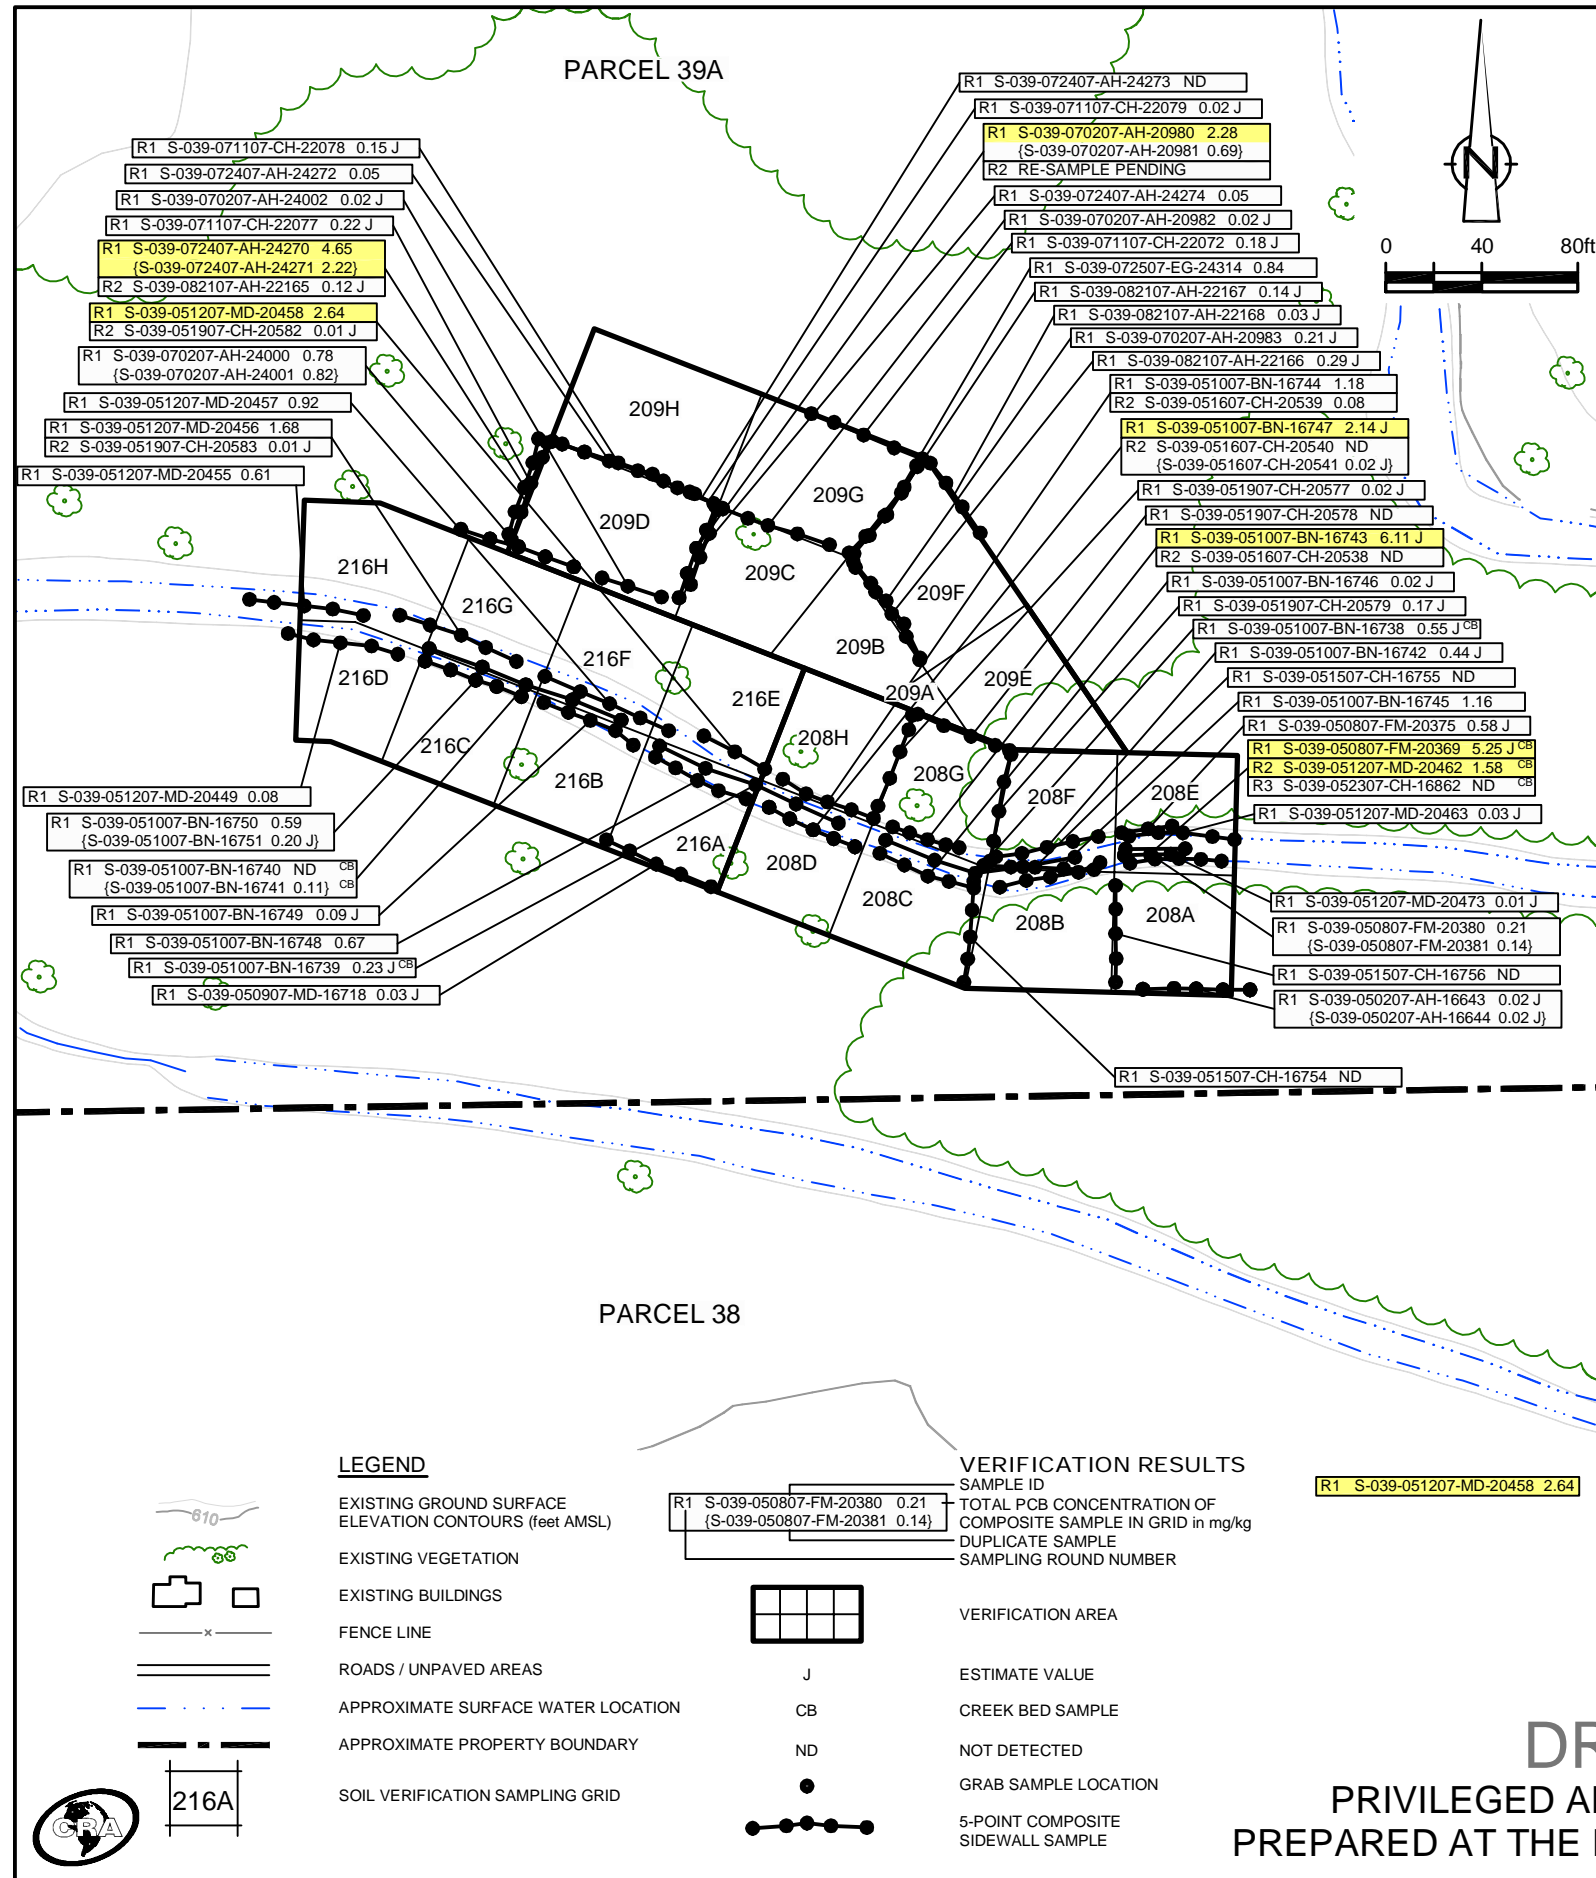 PARCEL 39A
R1 S-039-071107-CH-22078 0.15 J
R1 S-039-072407-AH-24272 0.05
R1 S-039-070207-AH-24002 0.02 J
R1 S-039-071107-CH-22077 0.22 J
R1 S-039-072407-AH-24270 4.65
{S-039-072407-AH-24271 2.22}
R2 S-039-082107-AH-22165 0.12 J
R1 S-039-051207-MD-20458 2.64
R2 S-039-051907-CH-20582 0.01 J
R1 S-039-070207-AH-24000 0.78
{S-039-070207-AH-24001 0.82}
R1 S-039-051207-MD-20457 0.92
R1 S-039-051207-MD-20456 1.68
R2 S-039-051907-CH-20583 0.01 J
R1 S-039-051207-MD-20455 0.61
R1 S-039-072407-AH-24273 ND
R1 S-039-071107-CH-22079 0.02 J
R1 S-039-070207-AH-20980 2.28
{S-039-070207-AH-20981 0.69}
R2 RE-SAMPLE PENDING
R1 S-039-072407-AH-24274 0.05
R1 S-039-070207-AH-20982 0.02 J
R1 S-039-071107-CH-22072 0.18 J
R1 S-039-072507-EG-24314 0.84
R1 S-039-082107-AH-22167 0.14 J
R1 S-039-082107-AH-22168 0.03 J
R1 S-039-070207-AH-20983 0.21 J
R1 S-039-082107-AH-22166 0.29 J
R1 S-039-051007-BN-16744 1.18
R2 S-039-051607-CH-20539 0.08
R1 S-039-051007-BN-16747 2.14 J
R2 S-039-051607-CH-20540 ND
{S-039-051607-CH-20541 0.02 J}
R1 S-039-051907-CH-20577 0.02 J
R1 S-039-051907-CH-20578 ND
R1 S-039-051007-BN-16743 6.11 J
R2 S-039-051607-CH-20538 ND
R1 S-039-051007-BN-16746 0.02 J
R1 S-039-051907-CH-20579 0.17 J
R1 S-039-051007-BN-16738 0.55 J CB
R1 S-039-051007-BN-16742 0.44 J
R1 S-039-051507-CH-16755 ND
R1 S-039-051007-BN-16745 1.16
R1 S-039-050807-FM-20375 0.58 J
R1 S-039-050807-FM-20369 5.25 J CB
R2 S-039-051207-MD-20462 1.58 CB
R3 S-039-052307-CH-16862 ND CB
R1 S-039-051207-MD-20463 0.03 J
N
0 40 80ft
209H
209G
209D
209C
209F
209B
209E
209A
216H
216G
216F
216E
216D
216C
216B
216A
208H
208G
208F
208E
208D
208C
208B
208A
R1 S-039-051207-MD-20449 0.08
R1 S-039-051007-BN-16750 0.59
{S-039-051007-BN-16751 0.20 J}
R1 S-039-051007-BN-16740 ND CB
{S-039-051007-BN-16741 0.11} CB
R1 S-039-051007-BN-16749 0.09 J
R1 S-039-051007-BN-16748 0.67
R1 S-039-051007-BN-16739 0.23 J CB
R1 S-039-050907-MD-16718 0.03 J
R1 S-039-051207-MD-20473 0.01 J
R1 S-039-050807-FM-20380 0.21
{S-039-050807-FM-20381 0.14}
R1 S-039-051507-CH-16756 ND
R1 S-039-050207-AH-16643 0.02 J
{S-039-050207-AH-16644 0.02 J}
R1 S-039-051507-CH-16754 ND
PARCEL 38
LEGEND
610
EXISTING GROUND SURFACE
ELEVATION CONTOURS (feet AMSL)
EXISTING VEGETATION
EXISTING BUILDINGS
x
FENCE LINE
ROADS / UNPAVED AREAS
APPROXIMATE SURFACE WATER LOCATION
APPROXIMATE PROPERTY BOUNDARY
216A
SOIL VERIFICATION SAMPLING GRID
CRA
VERIFICATION RESULTS
R1 S-039-050807-FM-20380 0.21
{S-039-050807-FM-20381 0.14}
SAMPLE ID
TOTAL PCB CONCENTRATION OF
COMPOSITE SAMPLE IN GRID in mg/kg
DUPLICATE SAMPLE
SAMPLING ROUND NUMBER
VERIFICATION AREA
J ESTIMATE VALUE
CB CREEK BED SAMPLE
ND NOT DETECTED
GRAB SAMPLE LOCATION
5-POINT COMPOSITE
SIDEWALL SAMPLE
R1 S-039-051207-MD-20458 2.64
DR
PRIVILEGED A
PREPARED AT THE